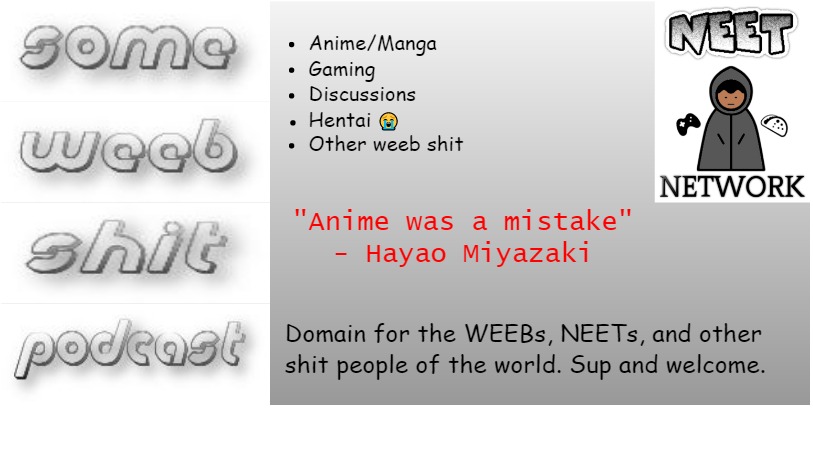 some
weeb
shit
podcast
• Anime/Manga
• Gaming
• Discussions
• Hentai 😭
• Other weeb shit
"Anime was a mistake"
- Hayao Miyazaki
Domain for the WEEBs, NEETs, and other
shit people of the world. Sup and welcome.
NEET
NETWORK